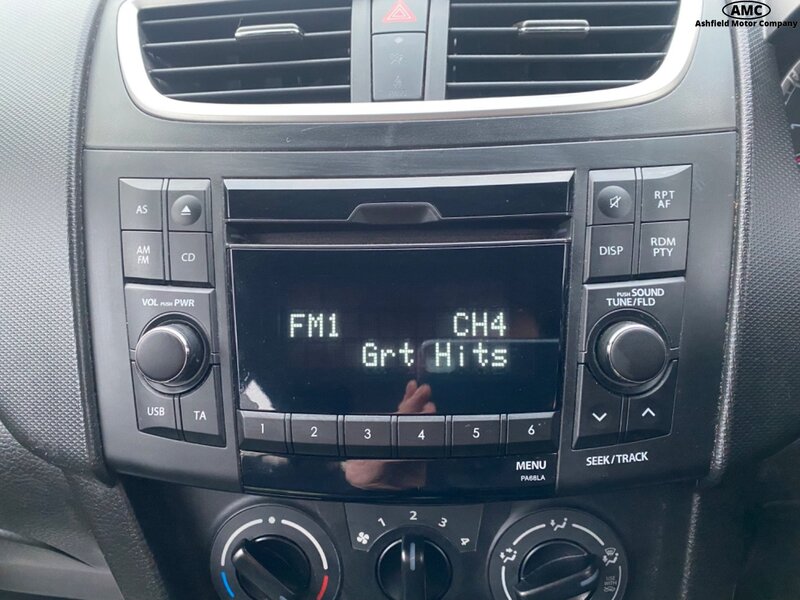 AMC
Ashfield Motor Company
AS
RPT
AF
AM
FM
CD
DISP
RDM
PTY
VOL PUSH PWR
PUSH SOUND
TUNE/FLD
FM1 CH4
Grt Hits
USB
TA
1 2 3 4 5 6
MENU
PA68LA
SEEK/TRACK
1 2 3
USE
WITH